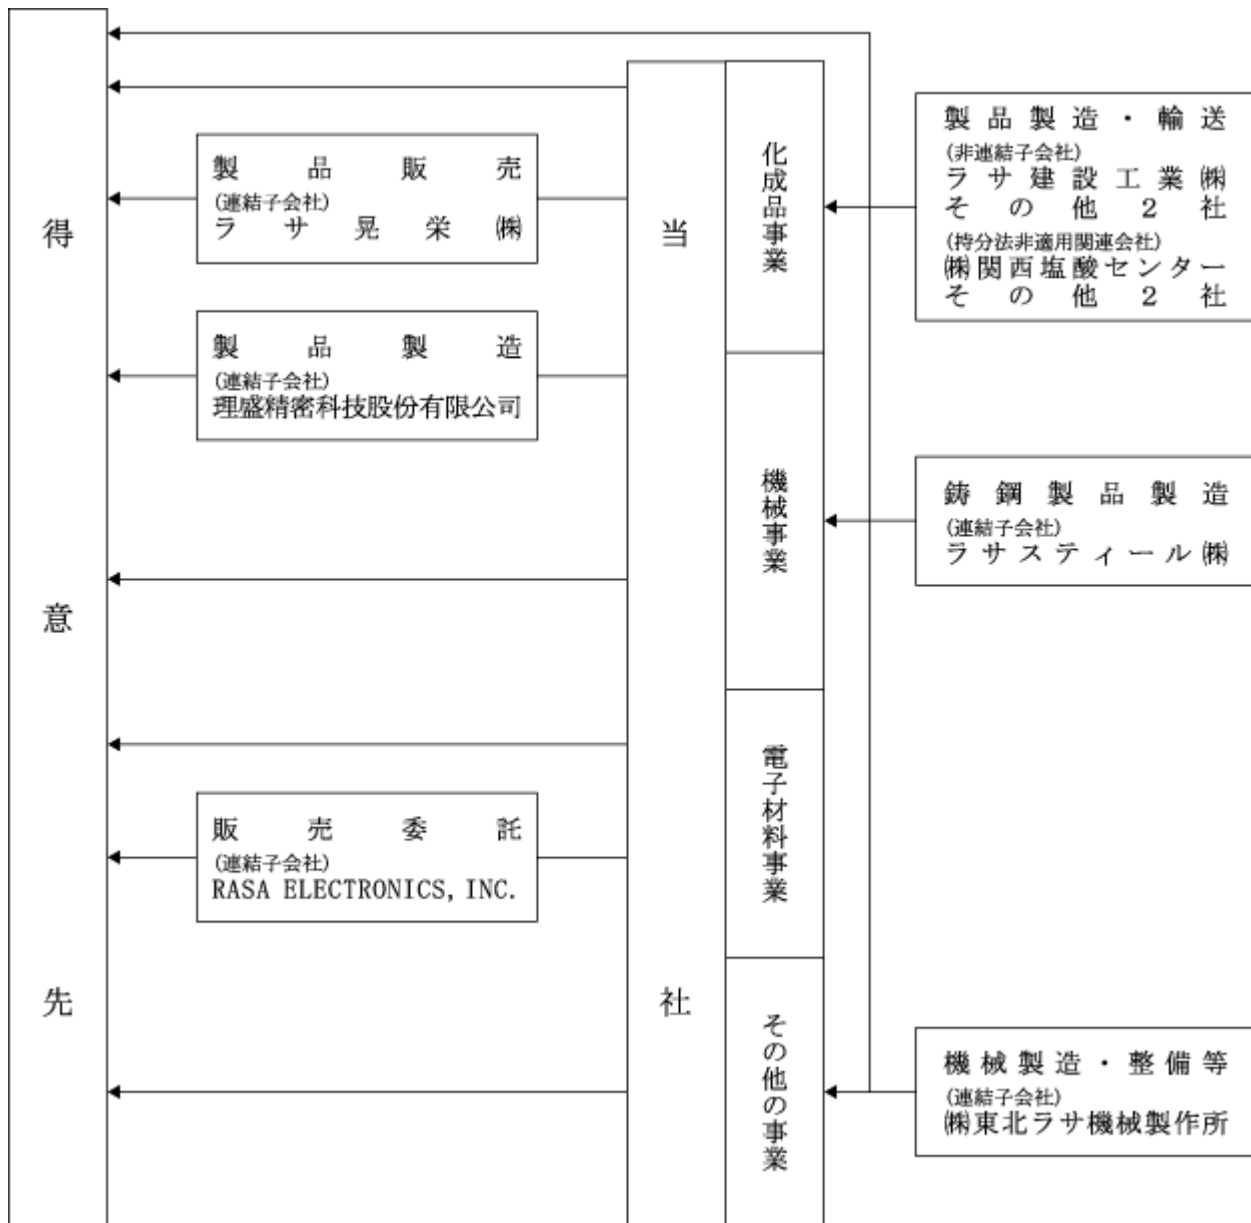 得意先
製品販売
(連結子会社)
ラサ晃栄㈱
製品製造
(連結子会社)
理盛精密科技股份有限公司
販売委託
(連結子会社)
RASA ELECTRONICS, INC.
当社
化成品事業
機械事業
電子材料事業
その他の事業
製品製造・輸送
(非連結子会社)
ラサ建設工業㈱
その他2社
(持分法非適用関連会社)
㈱関西塩酸センター
その他2社
鋳鋼製品製造
(連結子会社)
ラサスティール㈱
機械製造・整備等
(連結子会社)
㈱東北ラサ機械製作所